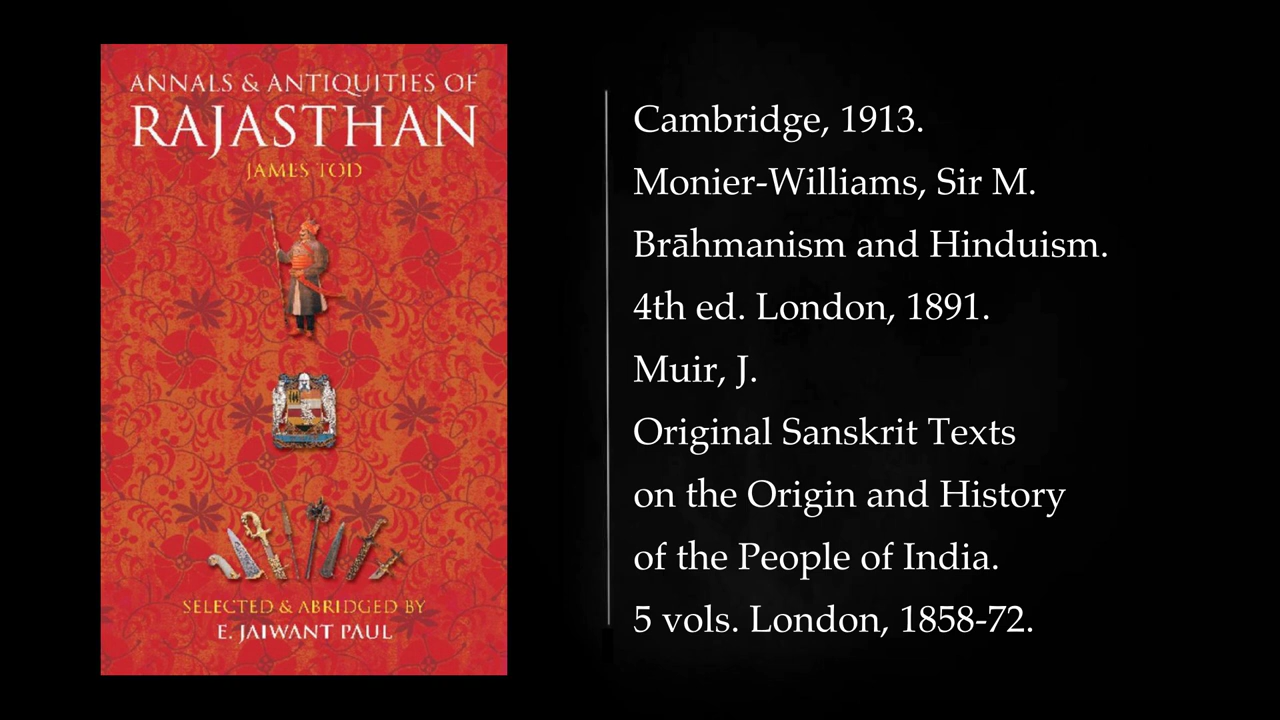 ANNALS & ANTIQUITIES OF
RAJASTHAN
JAMES TOD
SELECTED & ABRIDGED BY
E. JAIWANT PAUL
Cambridge, 1913.
Monier-Williams, Sir M.
Brāhmanism and Hinduism.
4th ed. London, 1891.
Muir, J.
Original Sanskrit Texts
on the Origin and History
of the People of India.
5 vols. London, 1858-72.